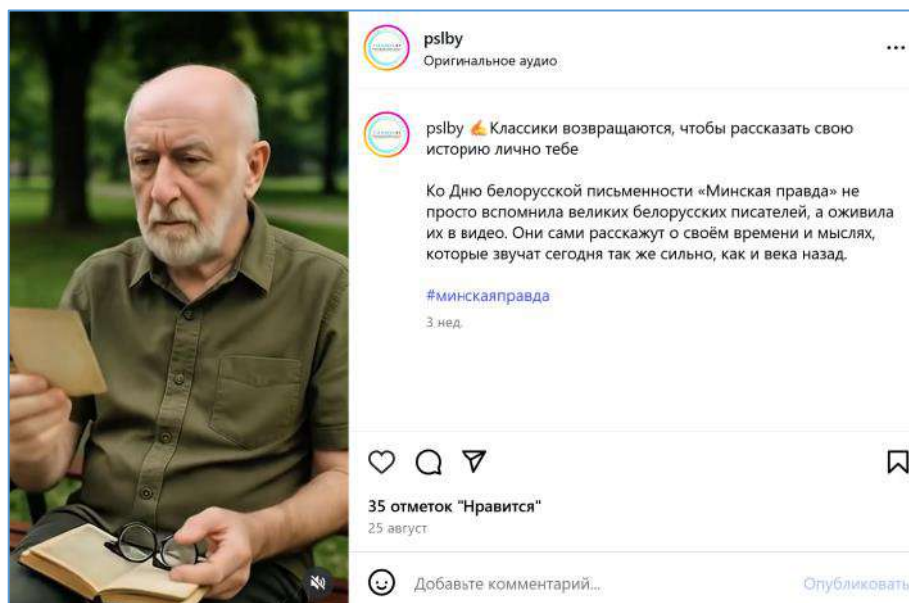 pslby
Оригинальное аудио
pslby ✍Классики возвращаются, чтобы рассказать свою
историю лично тебе
Ко Дню белорусской письменности «Минская правда» не
просто вспомнила великих белорусских писателей, а оживила
их в видео. Они сами расскажут о своём времени и мыслях,
которые звучат сегодня так же сильно, как и века назад.
#минскаяправда
3 нед.
35 отметок "Нравится"
25 август
Добавьте комментарий...
Опубликовать